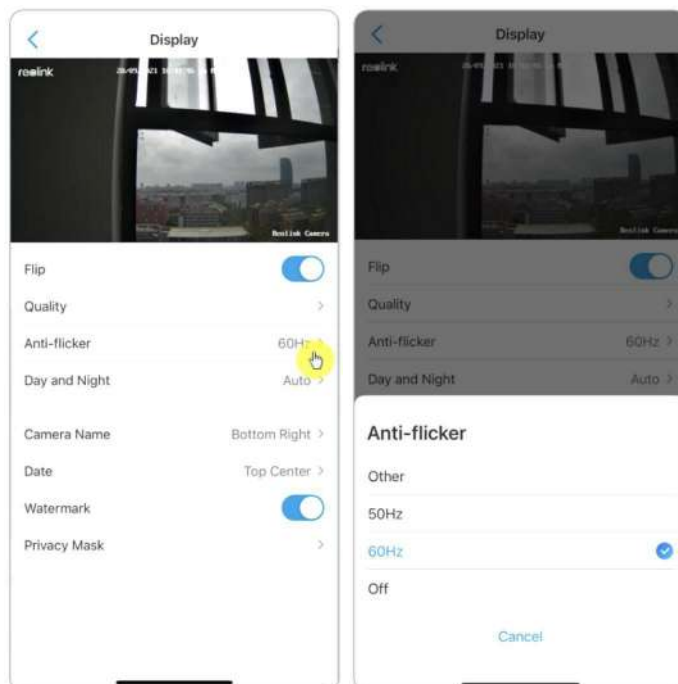 Display
reolink
Reolink Camera
Flip
Quality
Anti-flicker 60Hz
Day and Night Auto
Camera Name Bottom Right
Date Top Center
Watermark
Privacy Mask
Display
reolink
Reolink Camera
Flip
Quality
Anti-flicker 60Hz
Day and Night Auto
Anti-flicker
Other
50Hz
60Hz
Off
Cancel